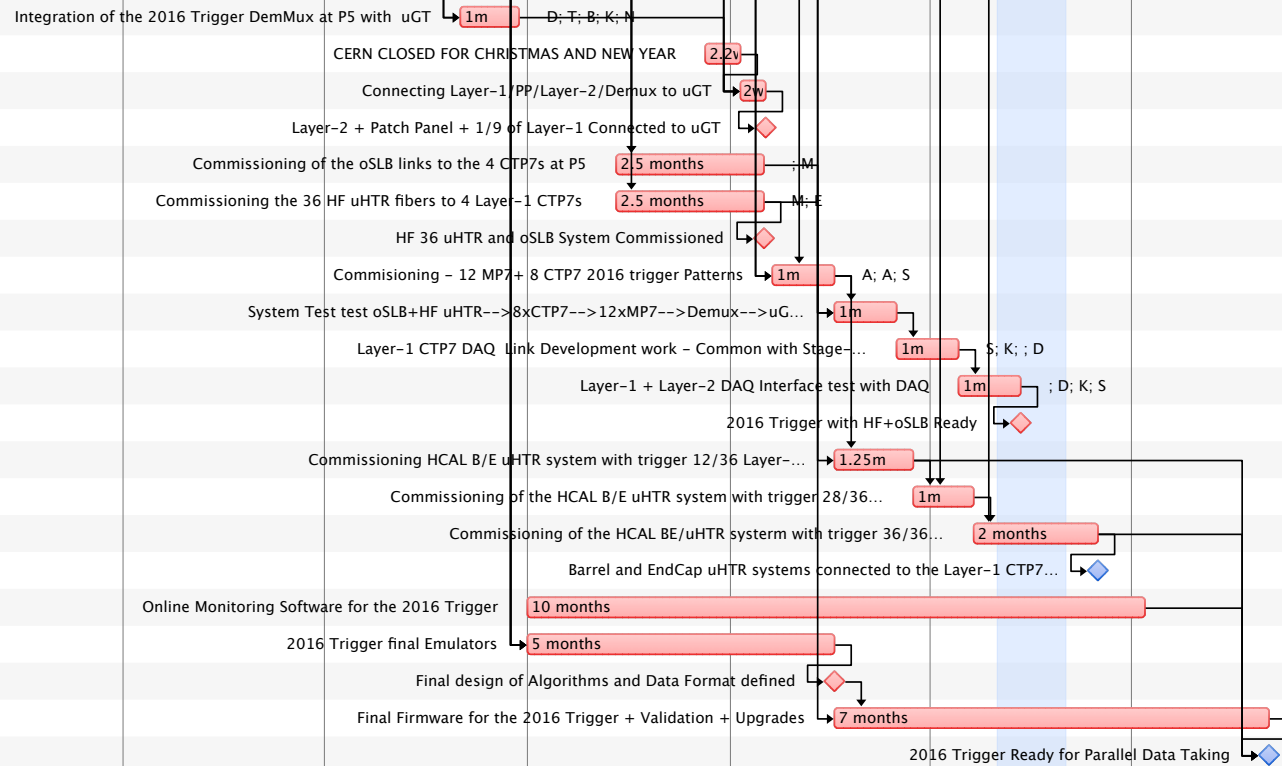 Integration of the 2016 Trigger DemMux at P5 with uGT 1m D; T; B; K; N
CERN CLOSED FOR CHRISTMAS AND NEW YEAR 2.2w
Connecting Layer-1/PP/Layer-2/Demux to uGT 2w
Layer-2 + Patch Panel + 1/9 of Layer-1 Connected to uGT
Commissioning of the oSLB links to the 4 CTP7s at P5 2.5 months ; M
Commissioning the 36 HF uHTR fibers to 4 Layer-1 CTP7s 2.5 months M; E
HF 36 uHTR and oSLB System Commissioned
Commisioning - 12 MP7+ 8 CTP7 2016 trigger Patterns 1m A; A; S
System Test test oSLB+HF uHTR-->8xCTP7-->12xMP7-->Demux-->uG... 1m
Layer-1 CTP7 DAQ Link Development work - Common with Stage-... 1m S; K; ; D
Layer-1 + Layer-2 DAQ Interface test with DAQ 1m ; D; K; S
2016 Trigger with HF+oSLB Ready
Commissioning HCAL B/E uHTR system with trigger 12/36 Layer-... 1.25m
Commissioning of the HCAL B/E uHTR system with trigger 28/36... 1m
Commissioning of the HCAL BE/uHTR systerm with trigger 36/36... 2 months
Barrel and EndCap uHTR systems connected to the Layer-1 CTP7...
Online Monitoring Software for the 2016 Trigger 10 months
2016 Trigger final Emulators 5 months
Final design of Algorithms and Data Format defined
Final Firmware for the 2016 Trigger + Validation + Upgrades 7 months
2016 Trigger Ready for Parallel Data Taking